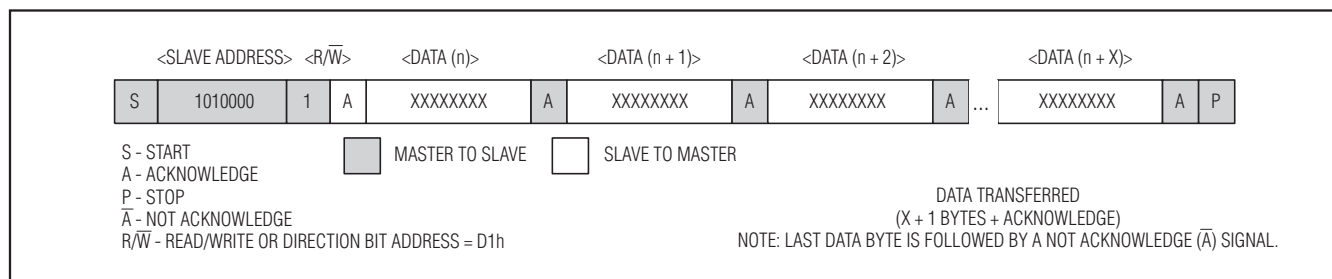 <SLAVE ADDRESS> <R/W̅> <DATA (n)> <DATA (n + 1)> <DATA (n + 2)> <DATA (n + X)>
S 1010000 1 A XXXXXXXX A XXXXXXXX A XXXXXXXX A ... XXXXXXXX A P
S - START
A - ACKNOWLEDGE
P - STOP
A̅ - NOT ACKNOWLEDGE
R/W̅ - READ/WRITE OR DIRECTION BIT ADDRESS = D1h
MASTER TO SLAVE SLAVE TO MASTER
DATA TRANSFERRED
(X + 1 BYTES + ACKNOWLEDGE)
NOTE: LAST DATA BYTE IS FOLLOWED BY A NOT ACKNOWLEDGE (A̅) SIGNAL.